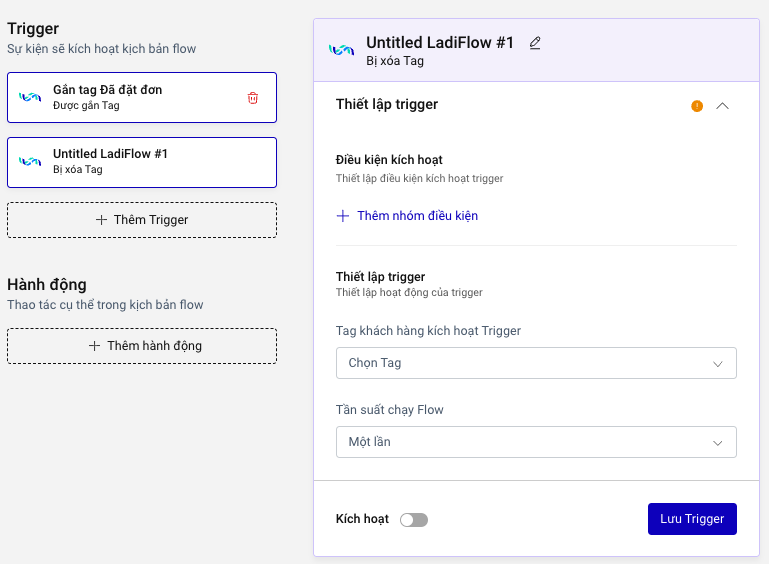 Trigger
Sự kiện sẽ kích hoạt kịch bản flow
Gắn tag Đã đặt đơn
Được gắn Tag
Untitled LadiFlow #1
Bị xóa Tag
Thêm Trigger
Hành động
Thao tác cụ thể trong kịch bản flow
Thêm hành động
Untitled LadiFlow #1
Bị xóa Tag
Thiết lập trigger
Điều kiện kích hoạt
Thiết lập điều kiện kích hoạt trigger
Thêm nhóm điều kiện
Thiết lập trigger
Thiết lập hoạt động của trigger
Tag khách hàng kích hoạt Trigger
Chọn Tag
Tần suất chạy Flow
Một lần
Kích hoạt
Lưu Trigger